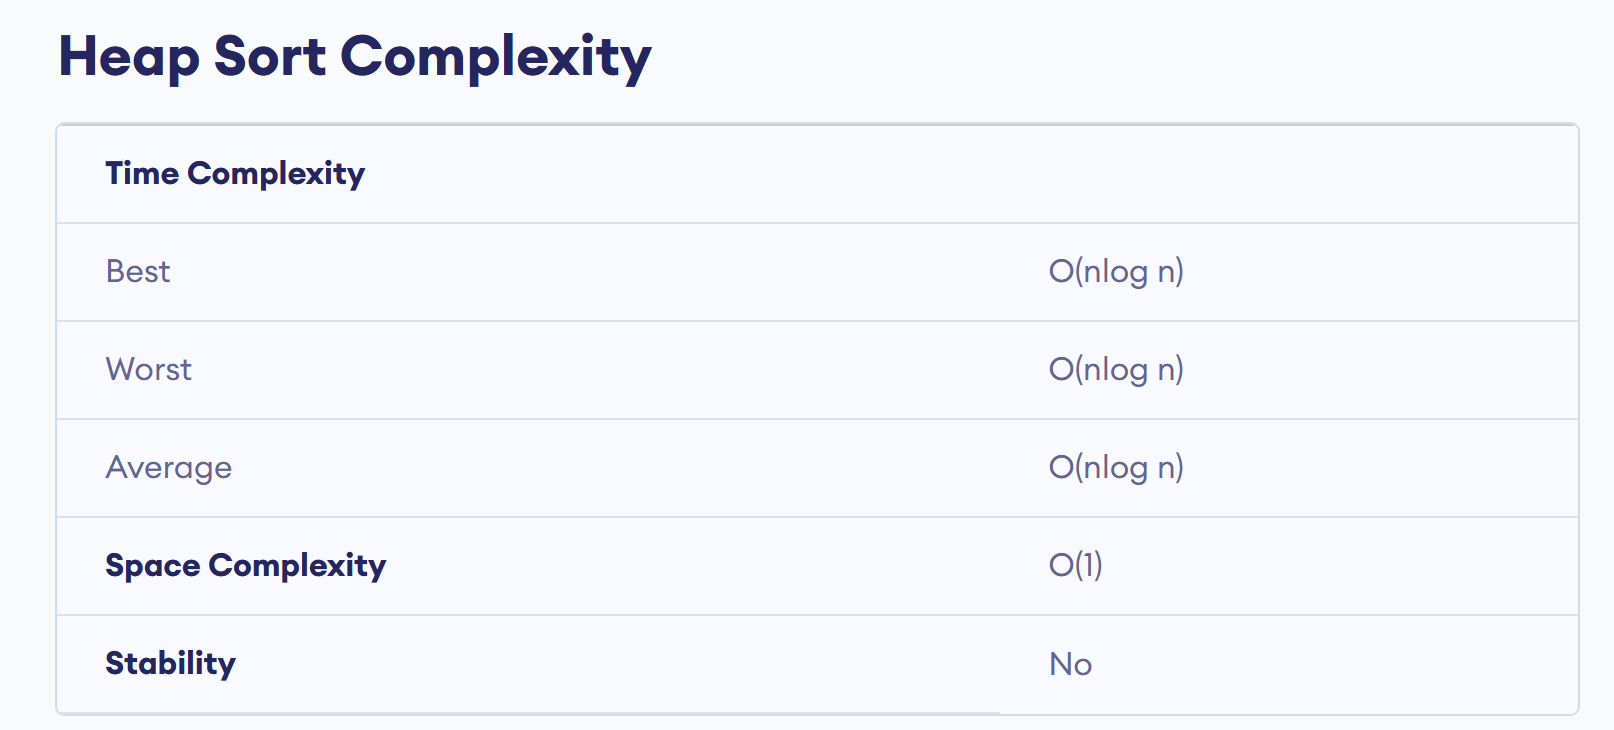 Heap Sort Complexity
Time Complexity
Best O(nlog n)
Worst O(nlog n)
Average O(nlog n)
Space Complexity O(1)
Stability No